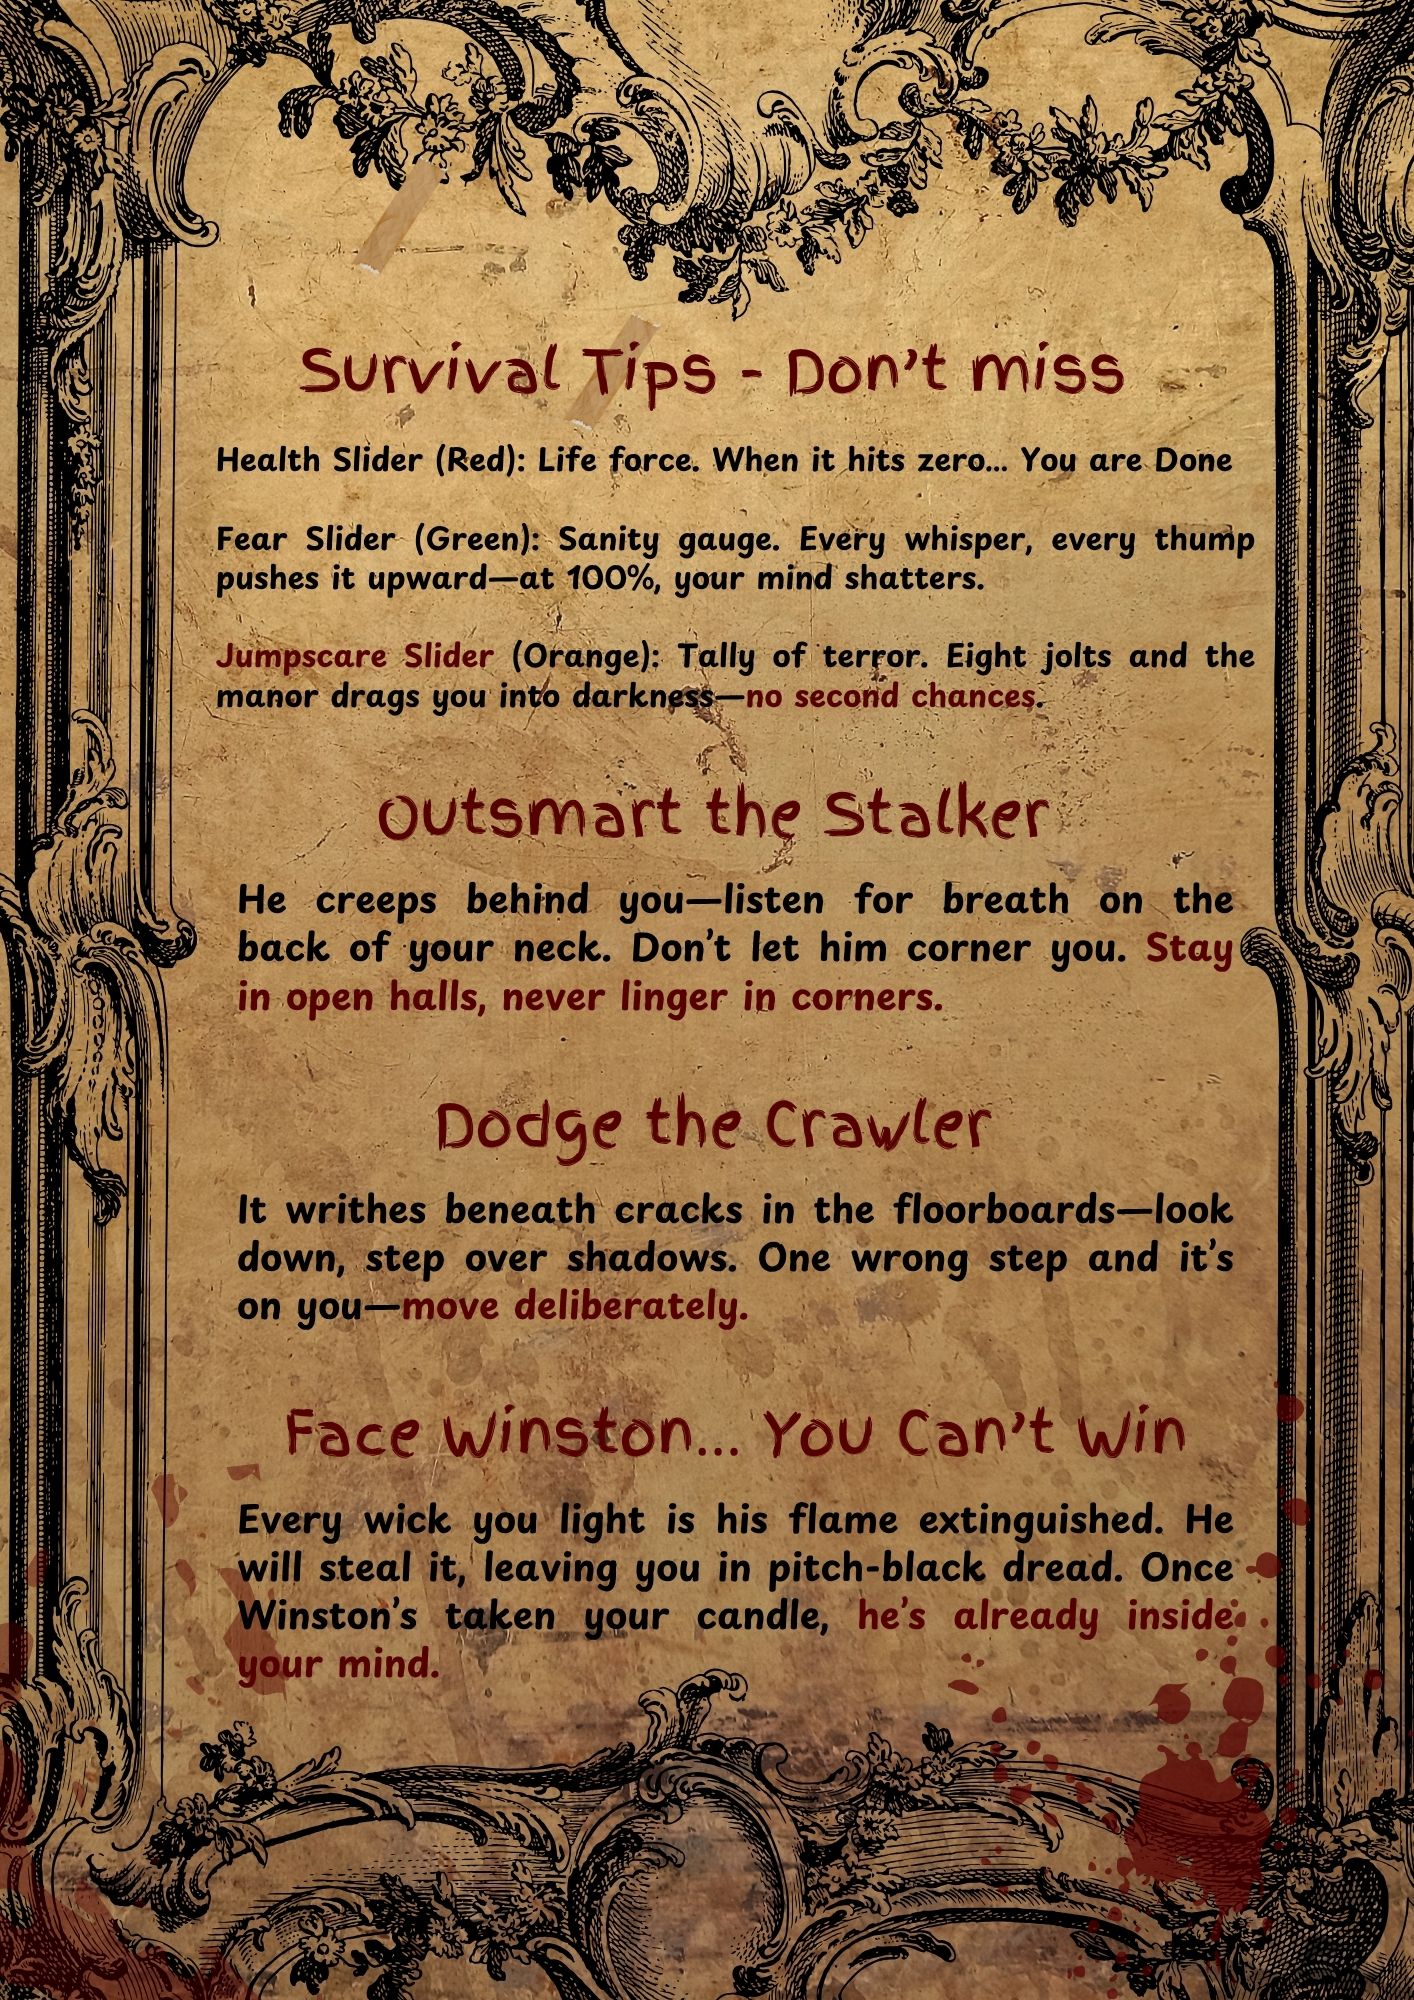 Survival Tips - Don't miss
Health Slider (Red): Life force. When it hits zero... You are Done
Fear Slider (Green): Sanity gauge. Every whisper, every thump
pushes it upward—at 100%, your mind shatters.
Jumpscare Slider (Orange): Tally of terror. Eight jolts and the
manor drags you into darkness—no second chances.
Outsmart the Stalker
He creeps behind you—listen for breath on the
back of your neck. Don't let him corner you. Stay
in open halls, never linger in corners.
Dodge the Crawler
It writhes beneath cracks in the floorboards—look
down, step over shadows. One wrong step and it's
on you—move deliberately.
Face Winston... You Can't Win
Every wick you light is his flame extinguished. He
will steal it, leaving you in pitch-black dread. Once
Winston's taken your candle, he's already inside
your mind.